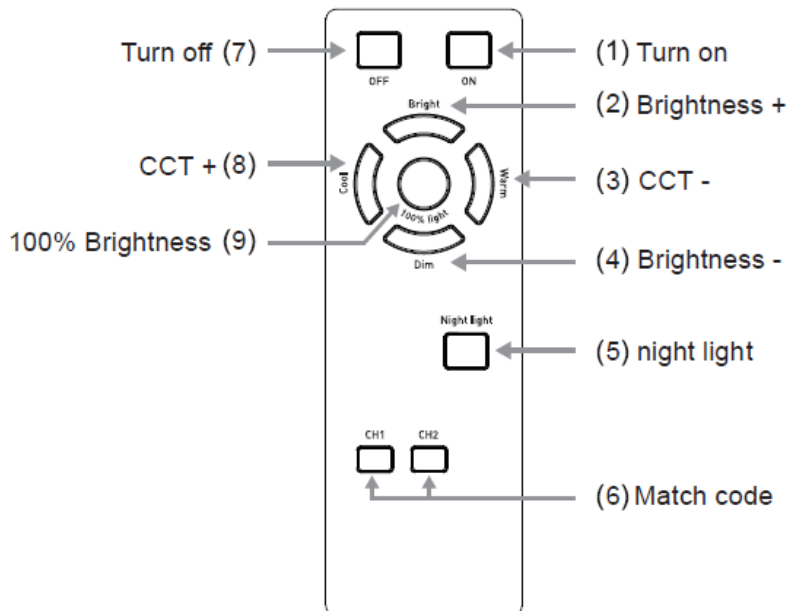 Turn off (7)
(1) Turn on
OFF
ON
Bright
(2) Brightness +
CCT + (8)
Cool
Warm
(3) CCT -
100% light
100% Brightness (9)
Dim
(4) Brightness -
Night light
(5) night light
CH1
CH2
(6) Match code